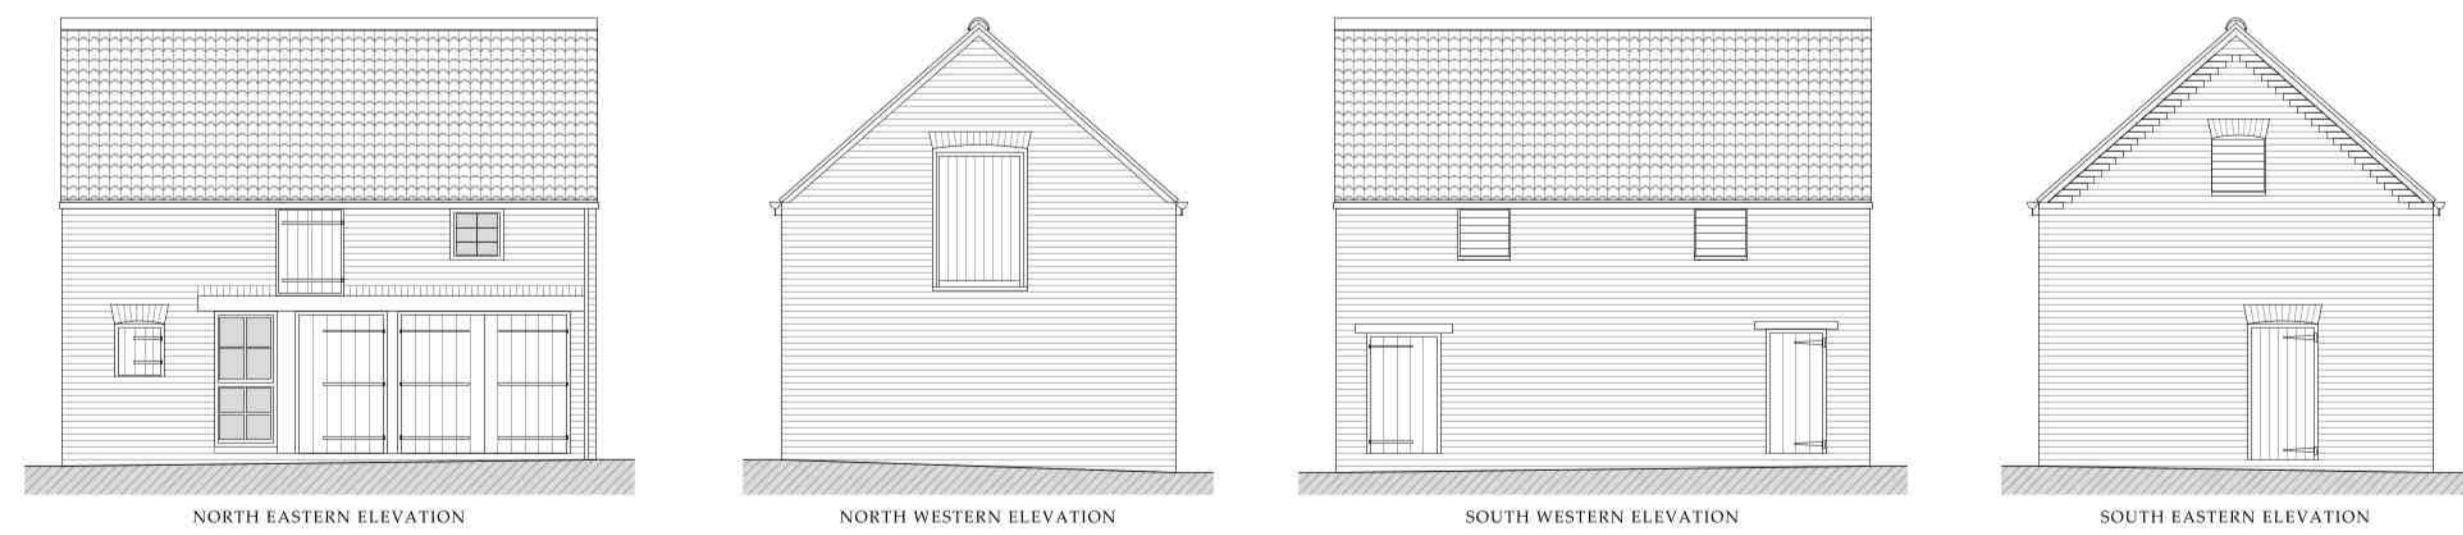 NORTH EASTERN ELEVATION
NORTH WESTERN ELEVATION
SOUTH WESTERN ELEVATION
SOUTH EASTERN ELEVATION